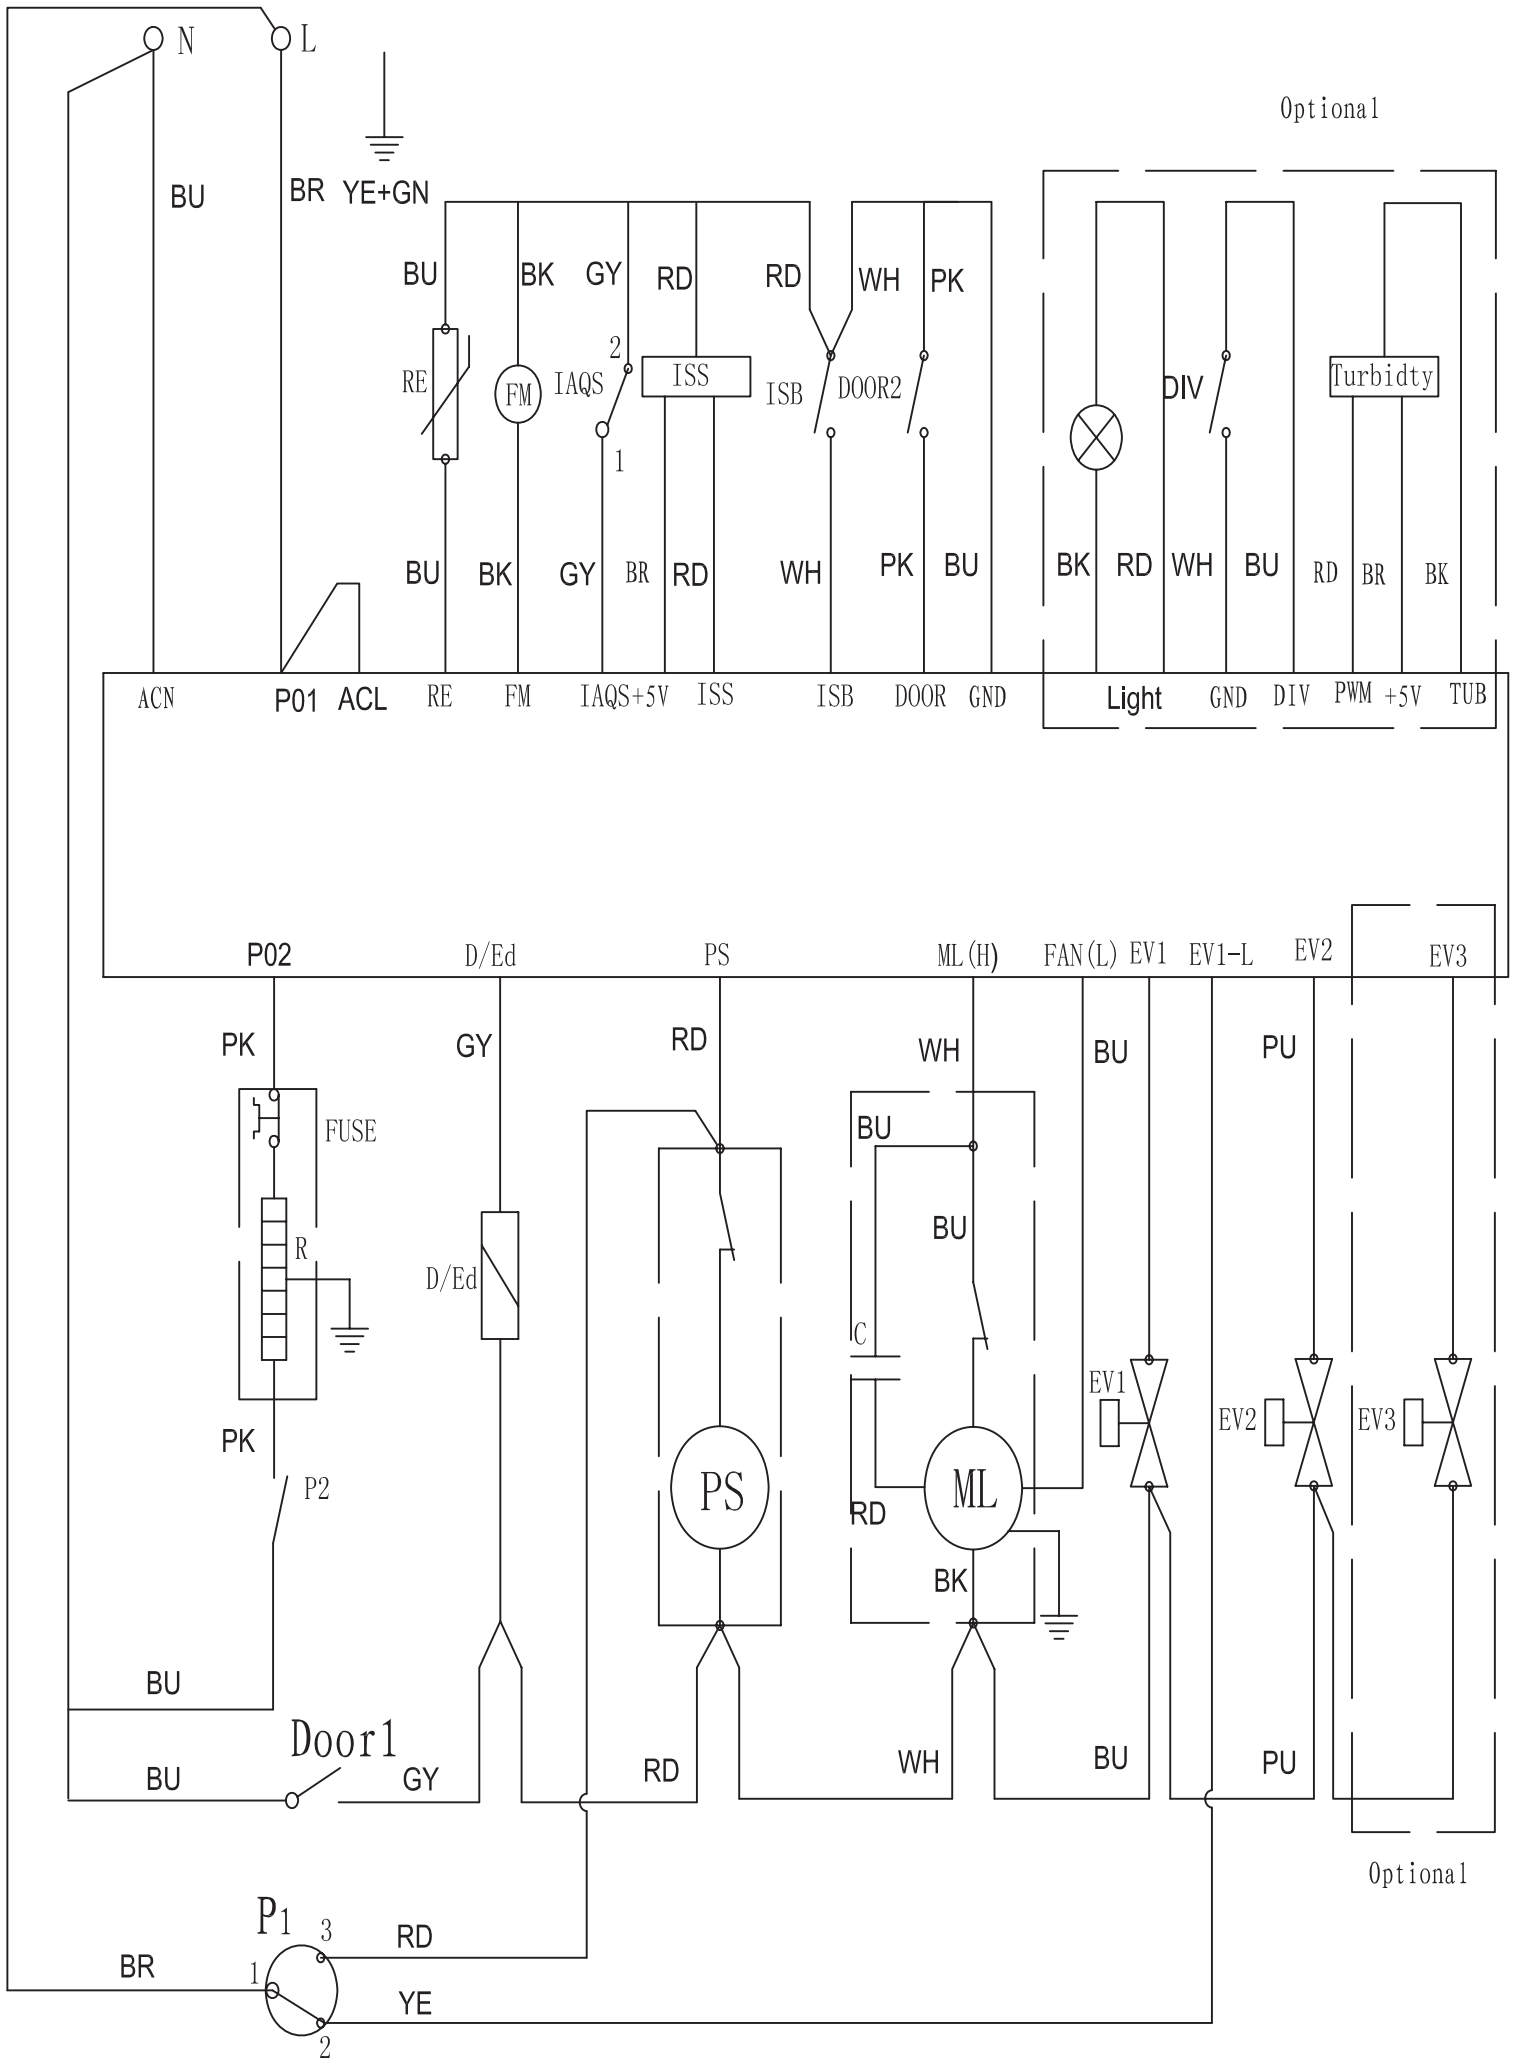 N L
Optional
BU BR YE+GN
BU BK GY RD RD WH PK
2
RE FM IAQS ISS ISB DOOR2 DIV Turbidty
1
BU BK GY BR RD WH PK BU BK RD WH BU RD BR BK
ACN P01 ACL RE FM IAQS+5V ISS ISB DOOR GND Light GND DIV PWM +5V TUB
P02 D/Ed PS ML(H) FAN(L) EV1 EV1-L EV2 EV3
PK GY RD WH BU PU
FUSE BU
R BU
D/Ed
C
EV1 EV2 EV3
PK
P2 PS ML
RD
BK
BU
Door1
BU GY RD WH BU PU
Optional
P1 3 RD
BR 1
YE
2